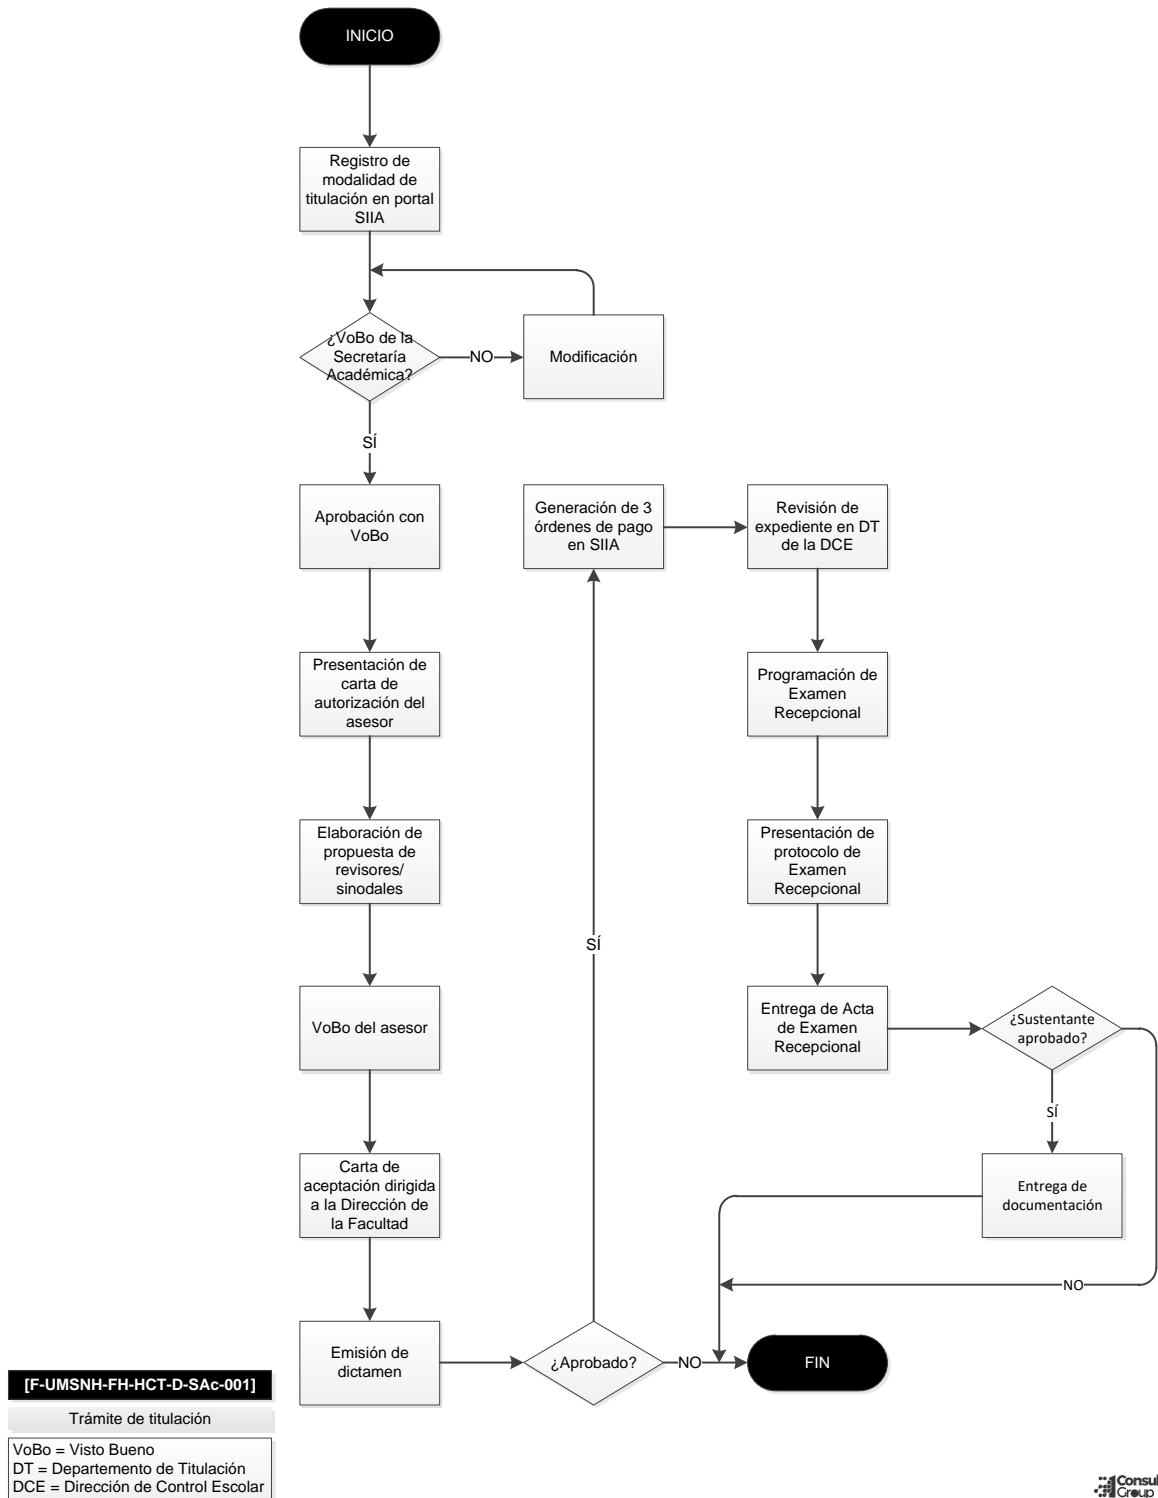 INICIO
Registro de
modalidad de
titulación en portal
SIIA
¿VoBo de la
Secretaría
Académica?
NO
Modificación
SÍ
Aprobación con
VoBo
Presentación de
carta de
autorización del
asesor
Elaboración de
propuesta de
revisores/
sinodales
VoBo del asesor
Carta de
aceptación dirigida
a la Dirección de
la Facultad
Emisión de
dictamen
¿Aprobado?
NO
SÍ
Generación de 3
órdenes de pago
en SIIA
Revisión de
expediente en DT
de la DCE
Programación de
Examen
Recepcional
Presentación de
protocolo de
Examen
Recepcional
Entrega de Acta
de Examen
Recepcional
¿Sustentante
aprobado?
SÍ
Entrega de
documentación
NO
FIN
[F-UMSNH-FH-HCT-D-SAc-001]
Trámite de titulación
VoBo = Visto Bueno
DT = Departemento de Titulación
DCE = Dirección de Control Escolar
Consul
Group